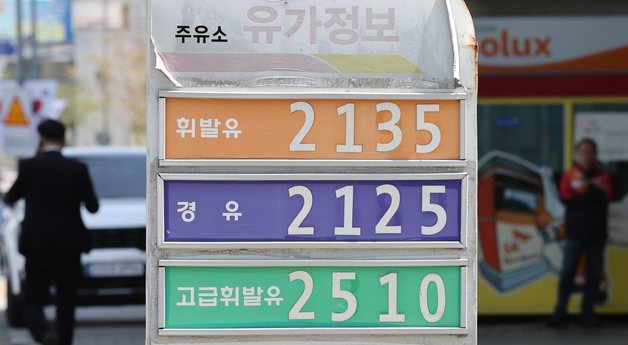 주유소 유가정보
휘발유 2135
경유 2125
고급휘발유 2510
olux